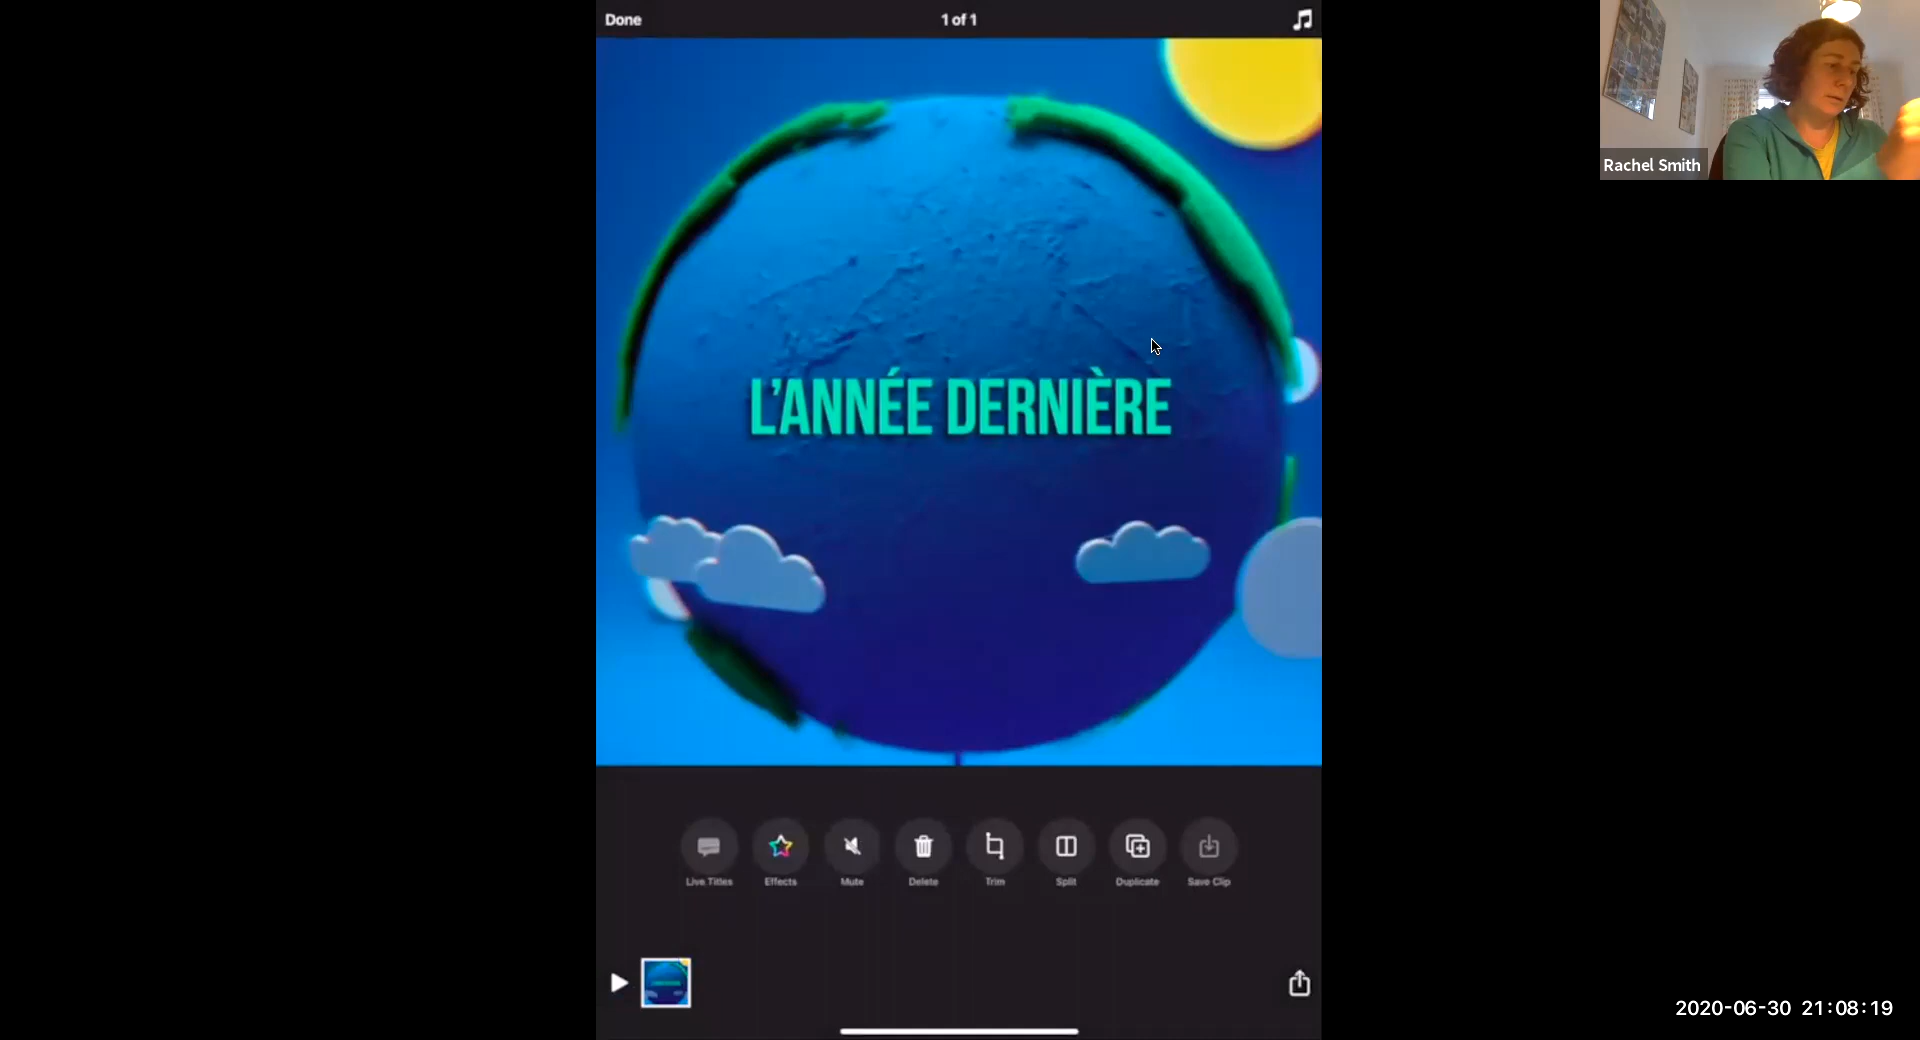 Done
1 of 1
Rachel Smith
L'ANNÉE DERNIÈRE
Live Titles
Effects
Mute
Delete
Trim
Split
Duplicate
Save Clip
2020-06-30 21:08:19